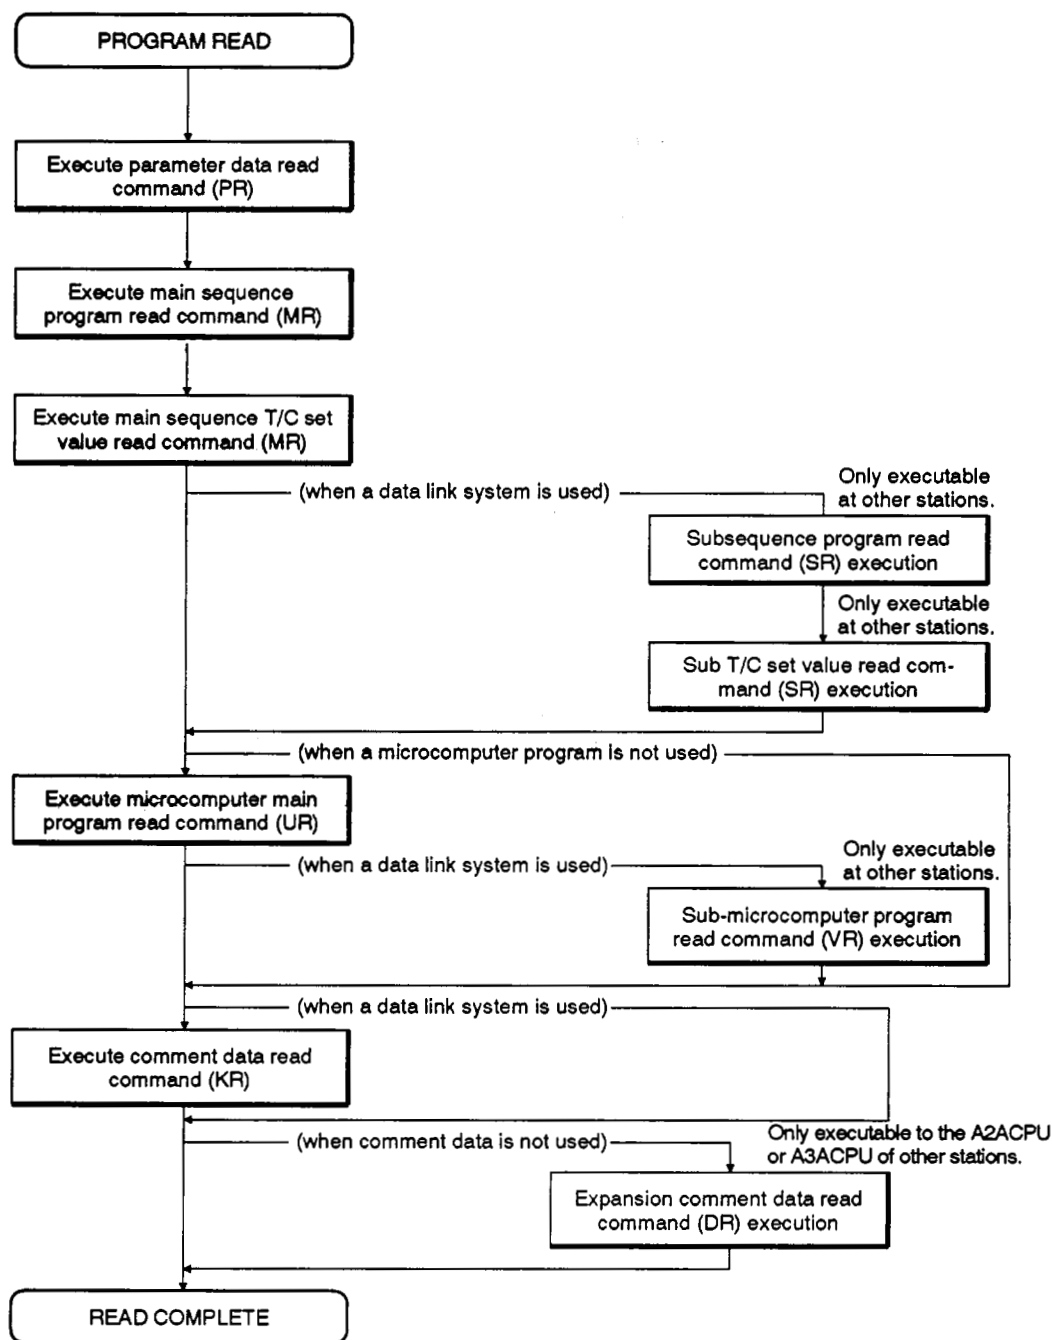 PROGRAM READ
Execute parameter data read
command (PR)
Execute main sequence
program read command (MR)
Execute main sequence T/C set
value read command (MR)
(when a data link system is used)
Only executable
at other stations.
Subsequence program read
command (SR) execution
Only executable
at other stations.
Sub T/C set value read com-
mand (SR) execution
(when a microcomputer program is not used)
Execute microcomputer main
program read command (UR)
(when a data link system is used)
Only executable
at other stations.
Sub-microcomputer program
read command (VR) execution
(when a data link system is used)
Execute comment data read
command (KR)
(when comment data is not used)
Only executable to the A2ACPU
or A3ACPU of other stations.
Expansion comment data read
command (DR) execution
READ COMPLETE